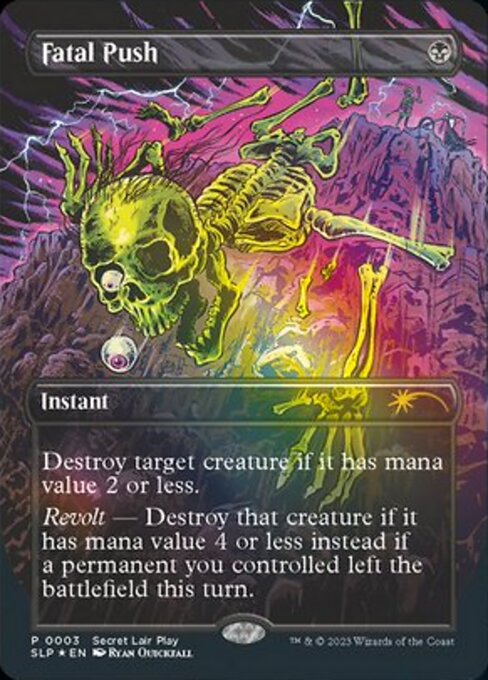 Fatal Push
Instant
Destroy target creature if it has mana
value 2 or less.
Revolt — Destroy that creature if it
has mana value 4 or less instead if
a permanent you controlled left the
battlefield this turn.
P 0003 Secret Lair Play
SLP ★ EN Ryan Quickfall
™ & © 2023 Wizards of the Coast